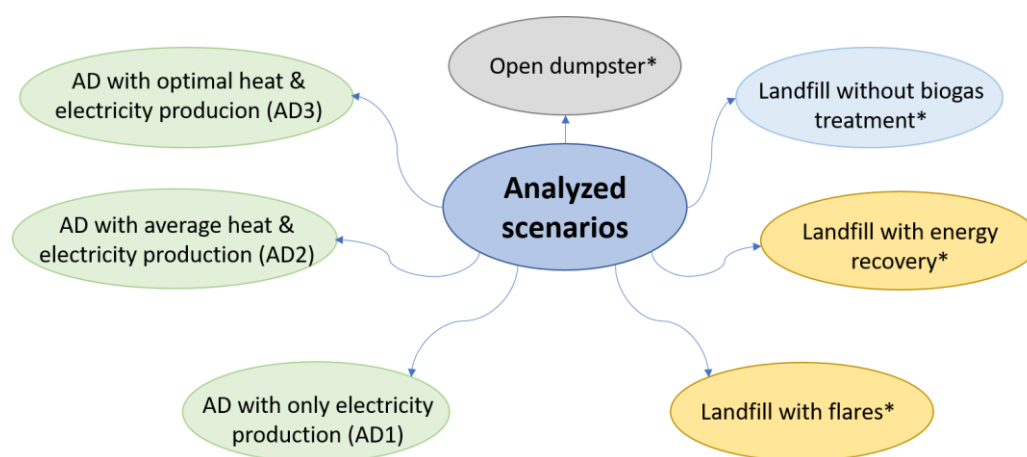 Open dumpster*
AD with optimal heat &
electricity producion (AD3)
Landfill without biogas
treatment*
Analyzed
scenarios
AD with average heat &
electricity production (AD2)
Landfill with energy
recovery*
AD with only electricity
production (AD1)
Landfill with flares*